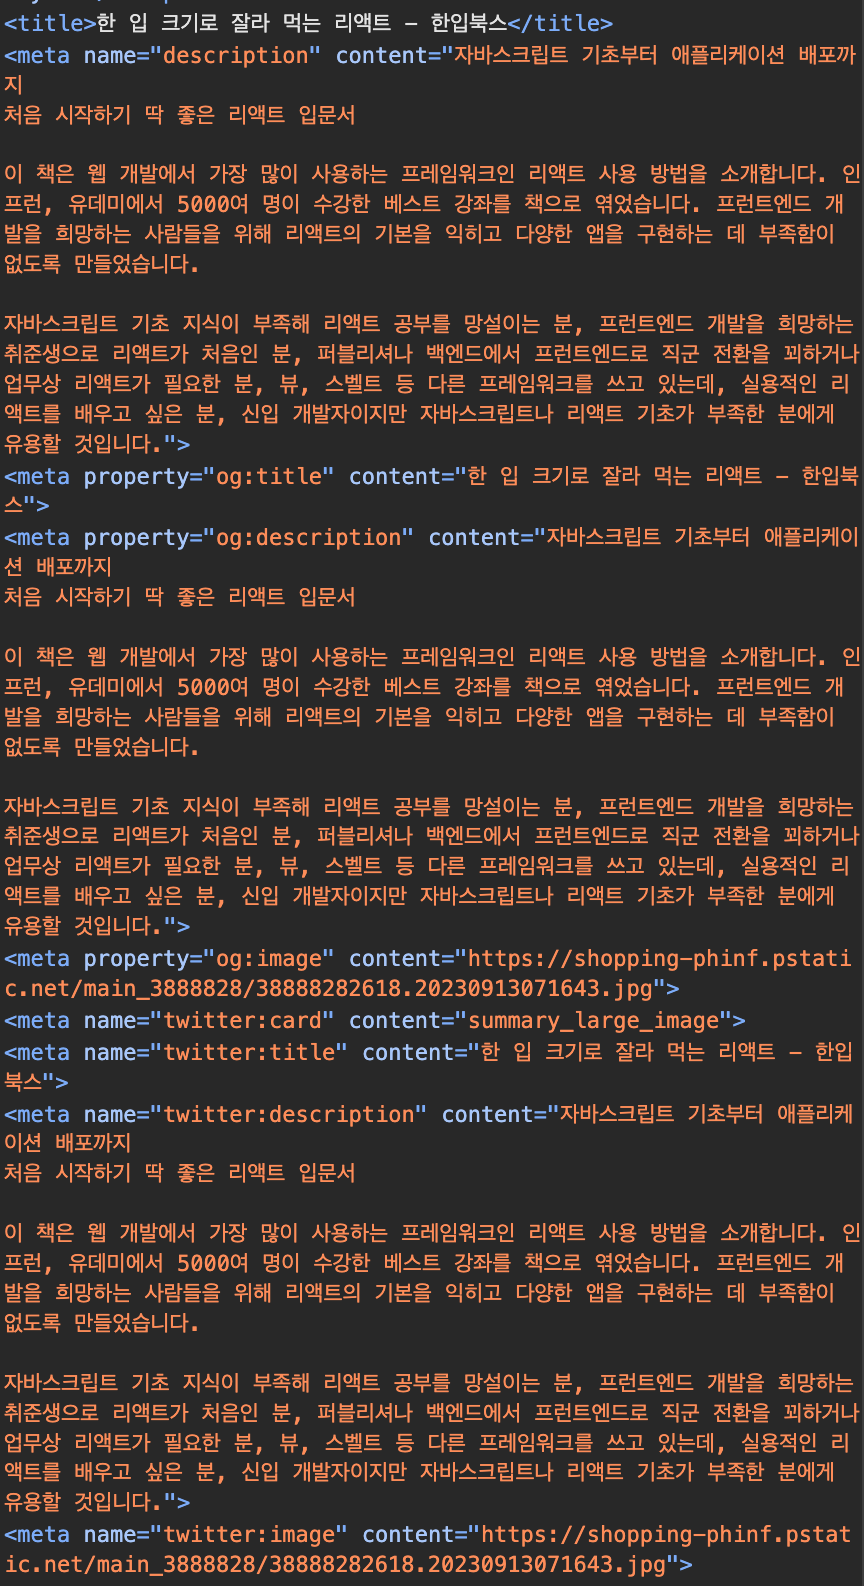 <title>한 입 크기로 잘라 먹는 리액트 - 한입북스</title>
<meta name="description" content="자바스크립트 기초부터 애플리케이션 배포까
지
처음 시작하기 딱 좋은 리액트 입문서
이 책은 웹 개발에서 가장 많이 사용하는 프레임워크인 리액트 사용 방법을 소개합니다. 인
프런, 유데미에서 5000여 명이 수강한 베스트 강좌를 책으로 엮었습니다. 프런트엔드 개
발을 희망하는 사람들을 위해 리액트의 기본을 익히고 다양한 앱을 구현하는 데 부족함이
없도록 만들었습니다.
자바스크립트 기초 지식이 부족해 리액트 공부를 망설이는 분, 프런트엔드 개발을 희망하는
취준생으로 리액트가 처음인 분, 퍼블리셔나 백엔드에서 프런트엔드로 직군 전환을 꾀하거나
업무상 리액트가 필요한 분, 뷰, 스벨트 등 다른 프레임워크를 쓰고 있는데, 실용적인 리
액트를 배우고 싶은 분, 신입 개발자이지만 자바스크립트나 리액트 기초가 부족한 분에게
유용할 것입니다.">
<meta property="og:title" content="한 입 크기로 잘라 먹는 리액트 - 한입북
스">
<meta property="og:description" content="자바스크립트 기초부터 애플리케이
션 배포까지
처음 시작하기 딱 좋은 리액트 입문서
이 책은 웹 개발에서 가장 많이 사용하는 프레임워크인 리액트 사용 방법을 소개합니다. 인
프런, 유데미에서 5000여 명이 수강한 베스트 강좌를 책으로 엮었습니다. 프런트엔드 개
발을 희망하는 사람들을 위해 리액트의 기본을 익히고 다양한 앱을 구현하는 데 부족함이
없도록 만들었습니다.
자바스크립트 기초 지식이 부족해 리액트 공부를 망설이는 분, 프런트엔드 개발을 희망하는
취준생으로 리액트가 처음인 분, 퍼블리셔나 백엔드에서 프런트엔드로 직군 전환을 꾀하거나
업무상 리액트가 필요한 분, 뷰, 스벨트 등 다른 프레임워크를 쓰고 있는데, 실용적인 리
액트를 배우고 싶은 분, 신입 개발자이지만 자바스크립트나 리액트 기초가 부족한 분에게
유용할 것입니다.">
<meta property="og:image" content="https://shopping-phinf.pstati
c.net/main_3888828/38888282618.20230913071643.jpg">
<meta name="twitter:card" content="summary_large_image">
<meta name="twitter:title" content="한 입 크기로 잘라 먹는 리액트 - 한입
북스">
<meta name="twitter:description" content="자바스크립트 기초부터 애플리케
이션 배포까지
처음 시작하기 딱 좋은 리액트 입문서
이 책은 웹 개발에서 가장 많이 사용하는 프레임워크인 리액트 사용 방법을 소개합니다. 인
프런, 유데미에서 5000여 명이 수강한 베스트 강좌를 책으로 엮었습니다. 프런트엔드 개
발을 희망하는 사람들을 위해 리액트의 기본을 익히고 다양한 앱을 구현하는 데 부족함이
없도록 만들었습니다.
자바스크립트 기초 지식이 부족해 리액트 공부를 망설이는 분, 프런트엔드 개발을 희망하는
취준생으로 리액트가 처음인 분, 퍼블리셔나 백엔드에서 프런트엔드로 직군 전환을 꾀하거나
업무상 리액트가 필요한 분, 뷰, 스벨트 등 다른 프레임워크를 쓰고 있는데, 실용적인 리
액트를 배우고 싶은 분, 신입 개발자이지만 자바스크립트나 리액트 기초가 부족한 분에게
유용할 것입니다.">
<meta name="twitter:image" content="https://shopping-phinf.pstat
ic.net/main_3888828/38888282618.20230913071643.jpg">